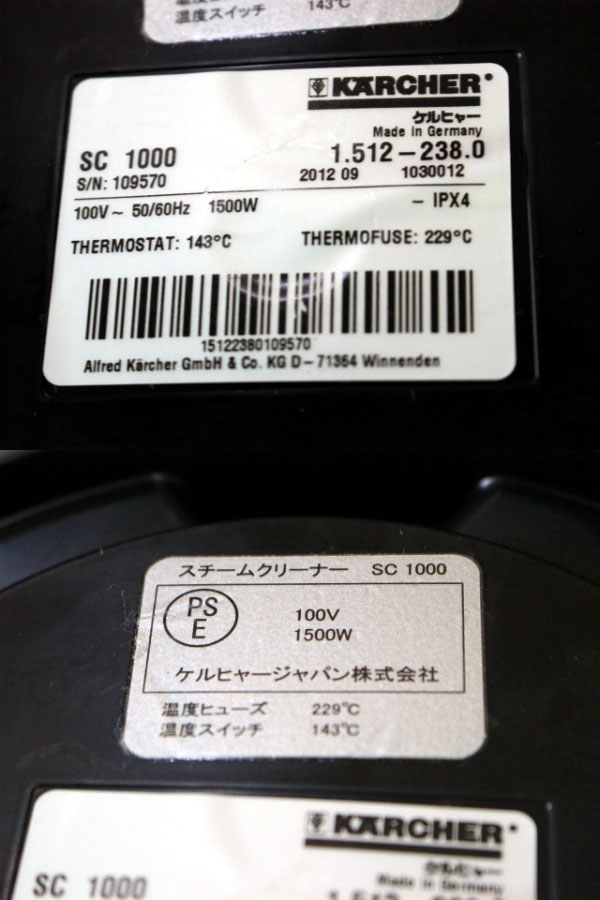 温度スイッチ 143℃
KÄRCHER
ケルヒャー
Made in Germany
SC 1000 1.512-238.0
S/N: 109570 2012 09 1030012
100V~ 50/60Hz 1500W - IPX4
THERMOSTAT: 143°C THERMOFUSE: 229°C
15122380109570
Alfred Kärcher GmbH & Co. KG D-71364 Winnenden
スチームクリーナー SC 1000
PS
E
100V
1500W
ケルヒャージャパン株式会社
温度ヒューズ 229℃
温度スイッチ 143℃
KÄRCHER
ケルヒャー
Made in Germany
SC 1000